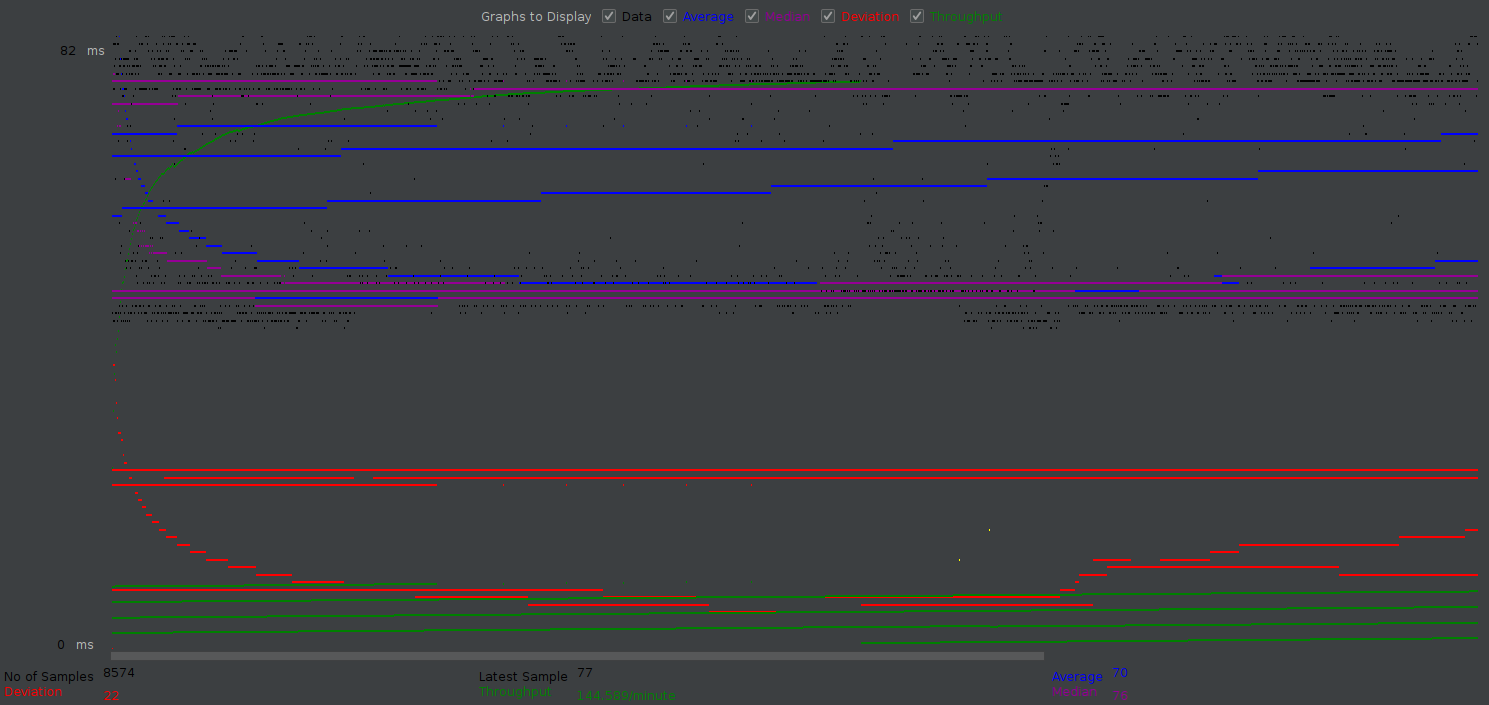 Graphs to Display Data Average Median Deviation Throughput
82 ms
0 ms
No of Samples 8574 Latest Sample 77 Average 70
Deviation 22 Throughput 144.589/minute Median